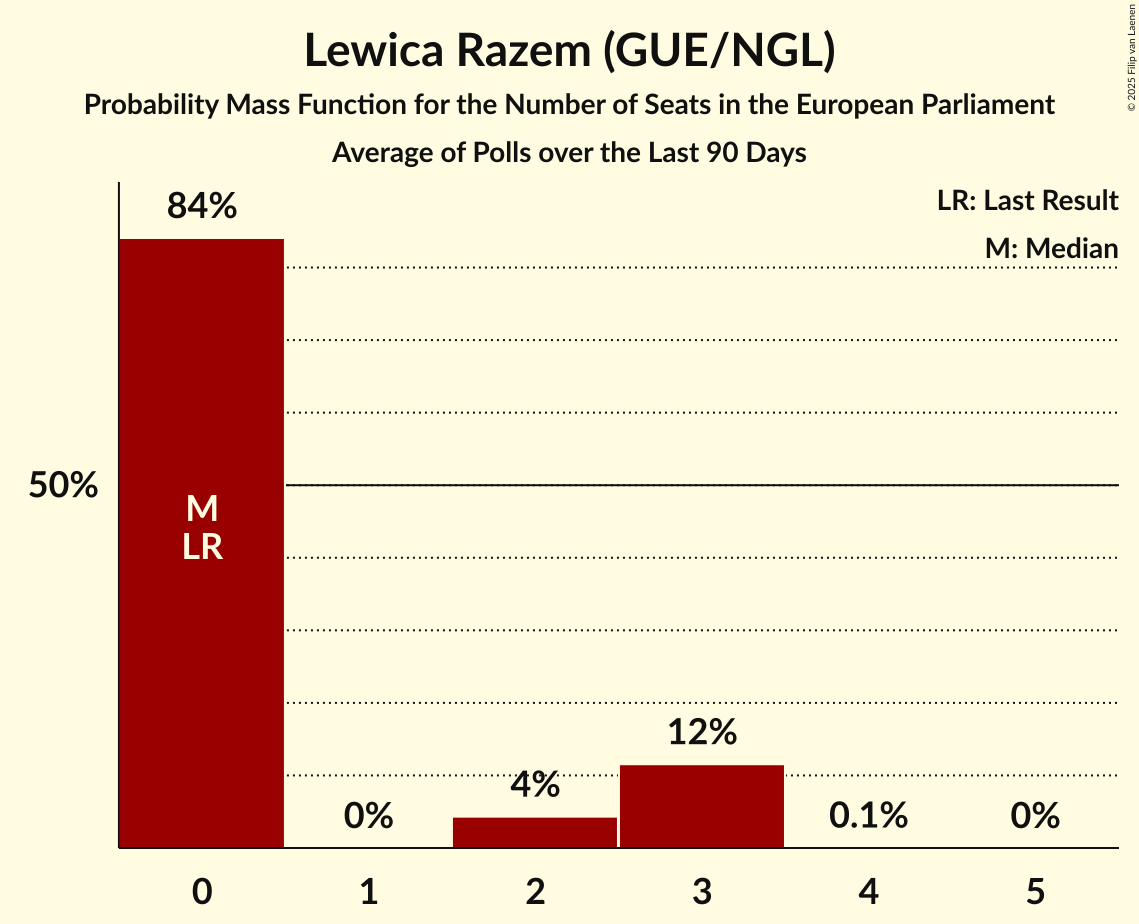 Lewica Razem (GUE/NGL)
Probability Mass Function for the Number of Seats in the European Parliament
Average of Polls over the Last 90 Days
© 2025 Filip van Laenen
LR: Last Result
M: Median
84%
50%
M
LR
0%
4%
12%
0.1%
0%
0 1 2 3 4 5